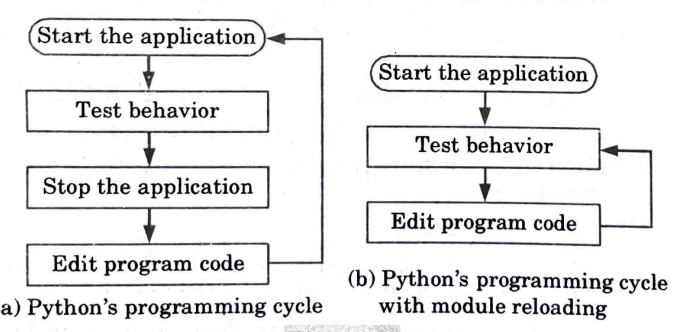 Start the application
Test behavior
Stop the application
Edit program code
a) Python's programming cycle
Start the application
Test behavior
Edit program code
(b) Python's programming cycle
with module reloading